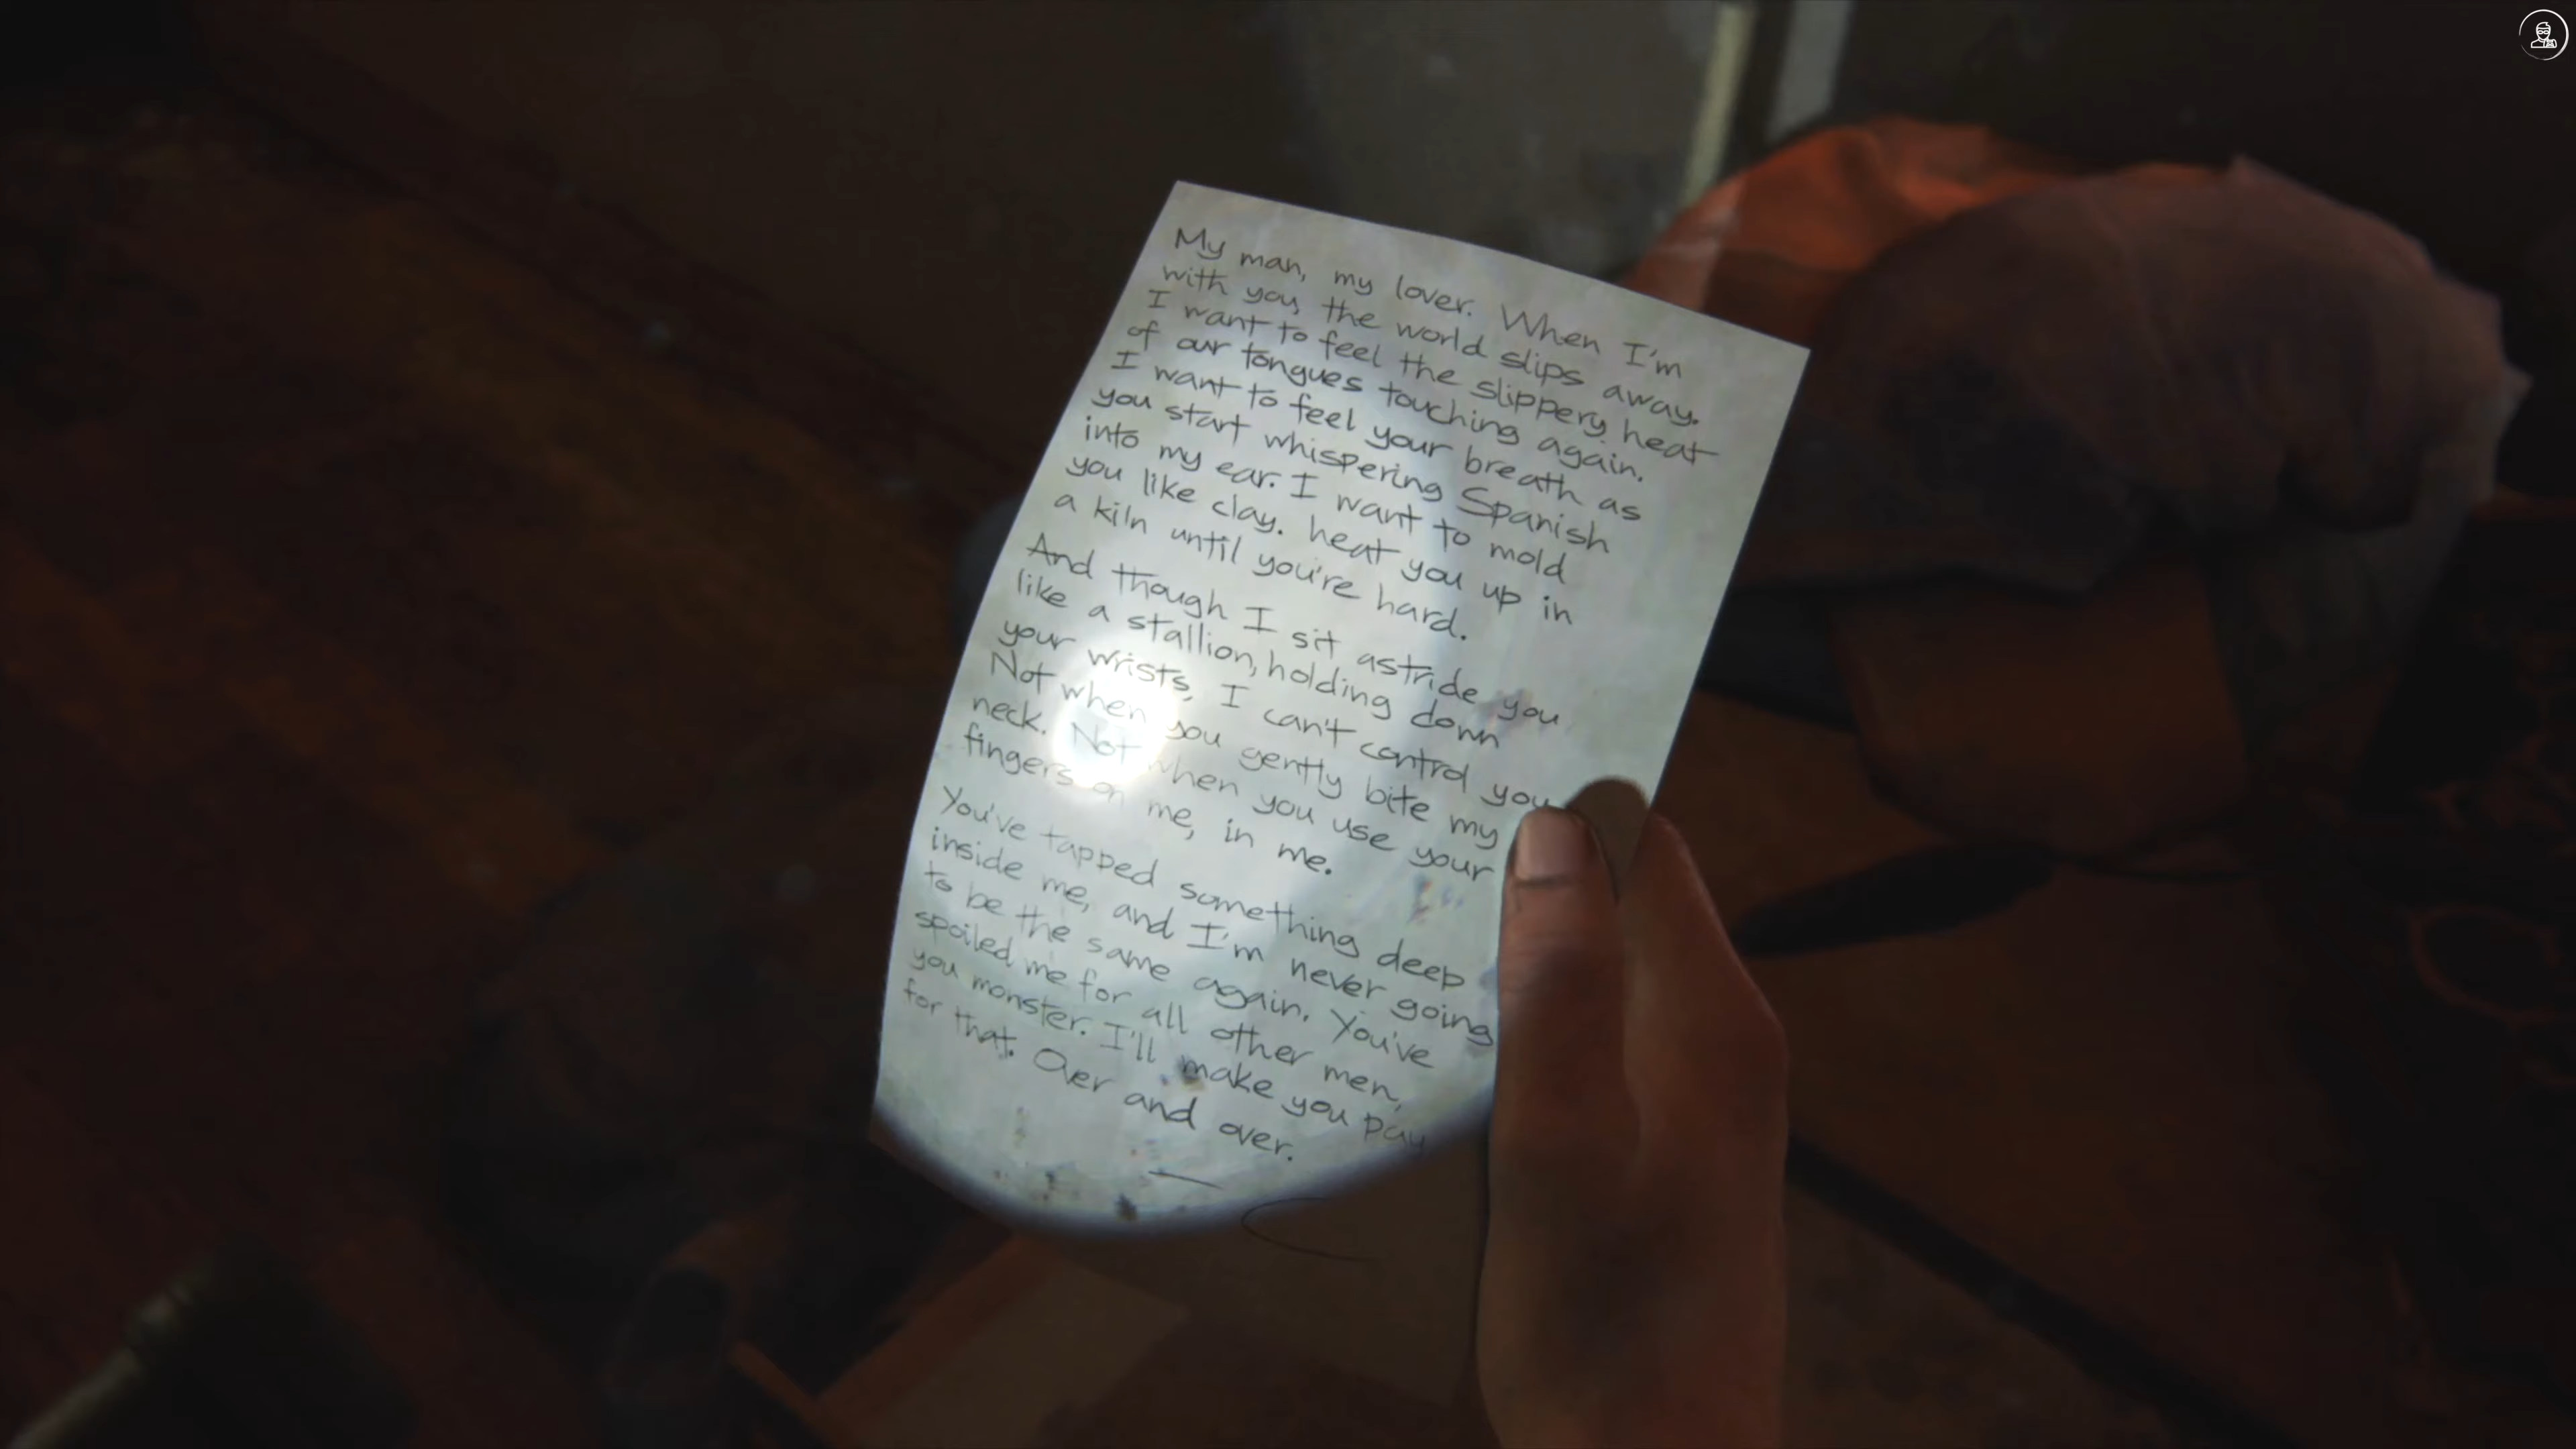 My man, my lover. When I'm
with you, the world slips away.
I want to feel the slippery heat
of our tongues touching again.
I want to feel your breath as
you start whispering Spanish
into my ear. I want to mold
you like clay. heat you up in
a kiln until you're hard.
And though I sit astride you
like a stallion, holding down
your wrists, I can't control you
Not when you gently bite my
neck. Not when you use your
fingers on me, in me.
You've tapped something deep
inside me, and I'm never going
to be the same again. You've
spoiled me for all other men,
you monster. I'll make you pay
for that. Over and over.